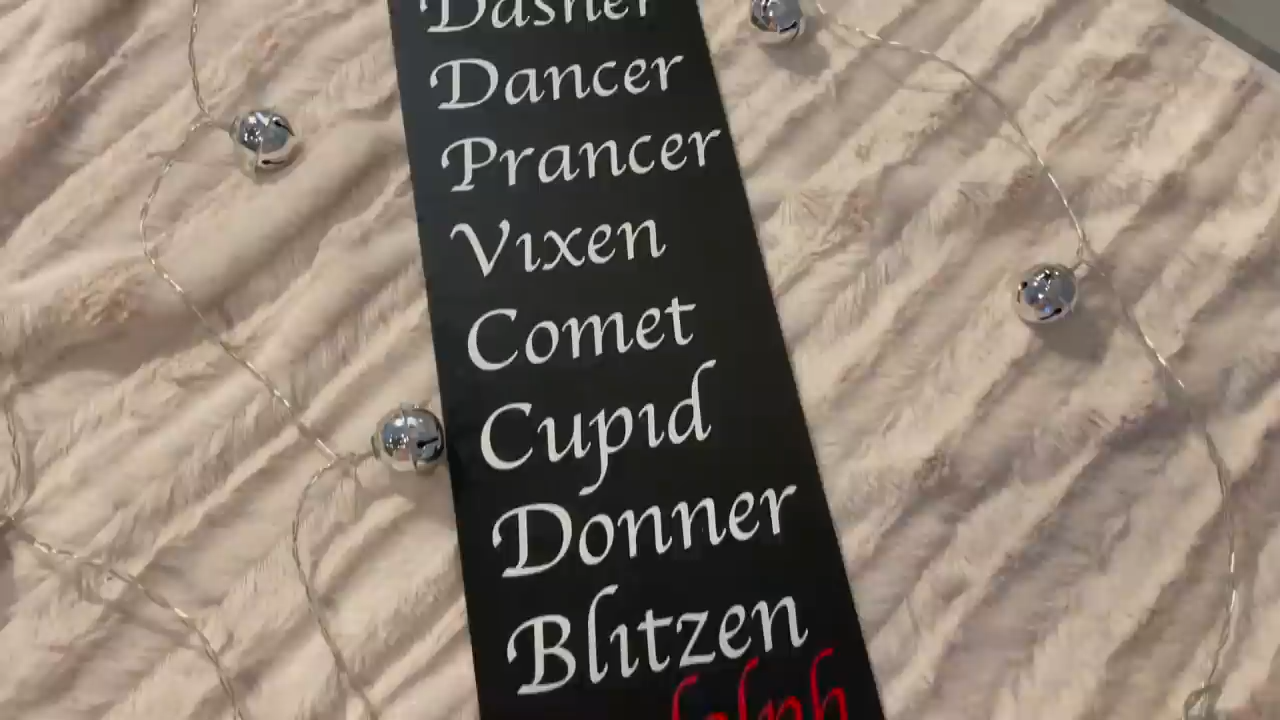 Dasher
Dancer
Prancer
Vixen
Comet
Cupid
Donner
Blitzen